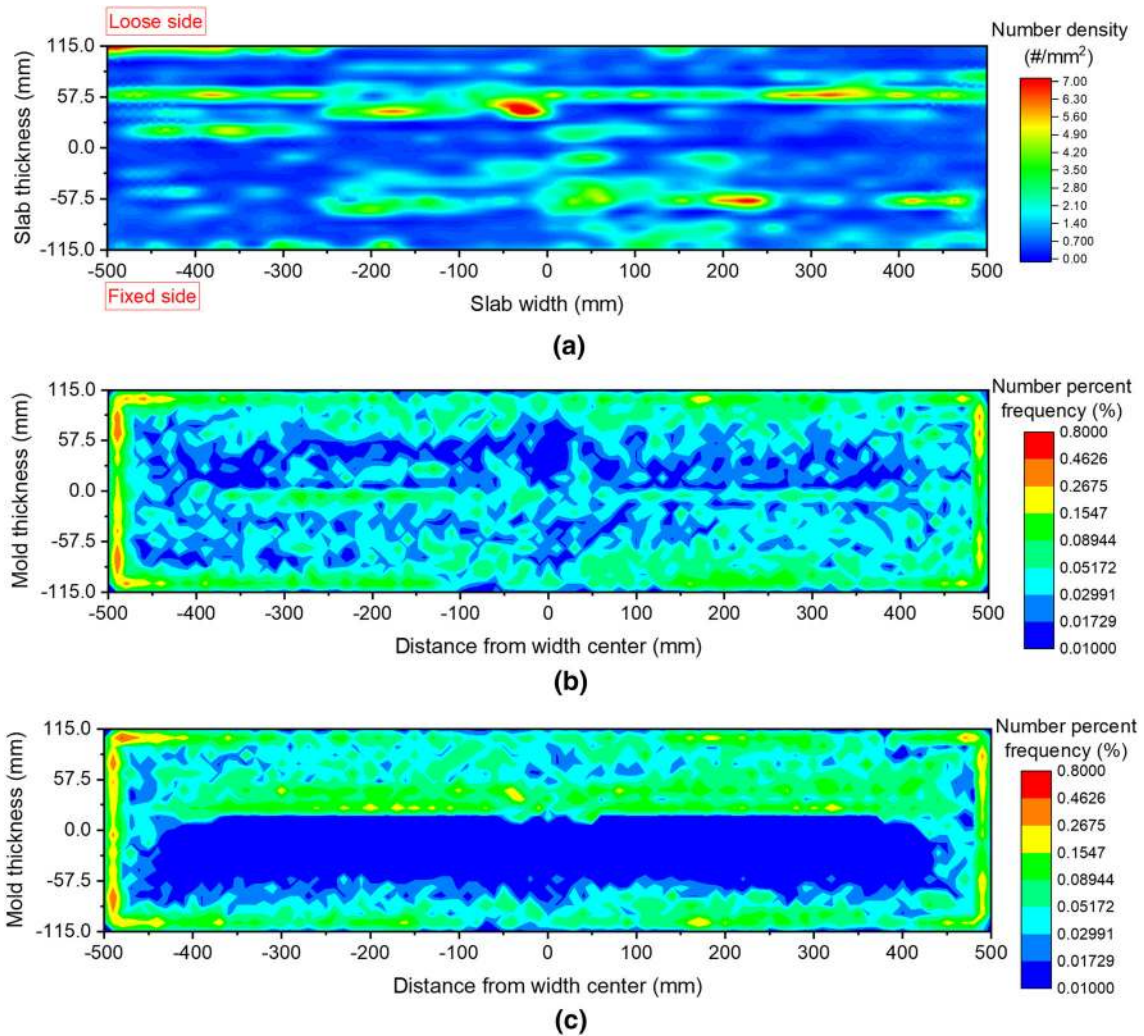 Loose side
Number density
(#/mm²)
115.0
57.5
0.0
-57.5
-115.0
Slab thickness (mm)
7.00
6.30
5.60
4.90
4.20
3.50
2.80
2.10
1.40
0.700
0.00
-500 -400 -300 -200 -100 0 100 200 300 400 500
Fixed side
Slab width (mm)
(a)
Number percent
frequency (%)
115.0
57.5
0.0
-57.5
-115.0
Mold thickness (mm)
0.8000
0.4626
0.2675
0.1547
0.08944
0.05172
0.02991
0.01729
0.01000
-500 -400 -300 -200 -100 0 100 200 300 400 500
Distance from width center (mm)
(b)
Number percent
frequency (%)
115.0
57.5
0.0
-57.5
-115.0
Mold thickness (mm)
0.8000
0.4626
0.2675
0.1547
0.08944
0.05172
0.02991
0.01729
0.01000
-500 -400 -300 -200 -100 0 100 200 300 400 500
Distance from width center (mm)
(c)